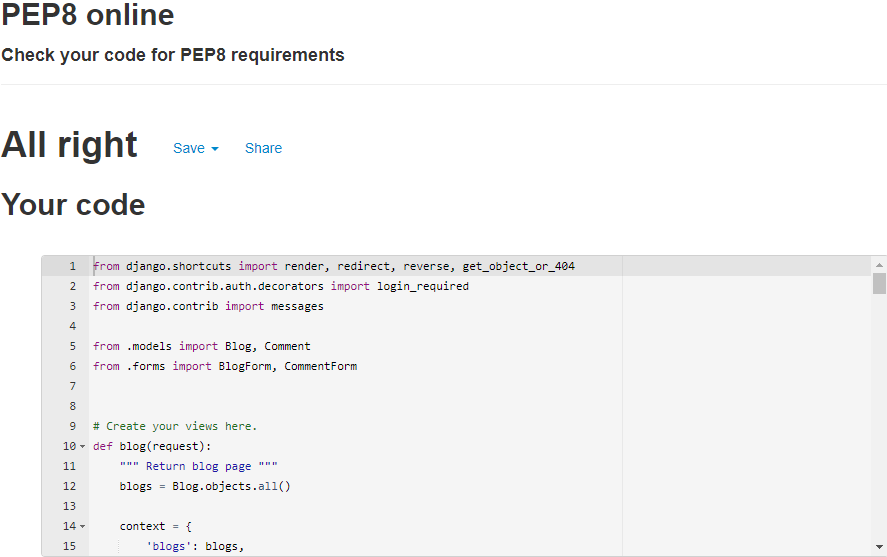 PEP8 online
Check your code for PEP8 requirements
All right Save Share
Your code
1 from django.shortcuts import render, redirect, reverse, get_object_or_404
2 from django.contrib.auth.decorators import login_required
3 from django.contrib import messages
4
5 from .models import Blog, Comment
6 from .forms import BlogForm, CommentForm
7
8
9 # Create your views here.
10 def blog(request):
11     """ Return blog page """
12     blogs = Blog.objects.all()
13
14     context = {
15         'blogs': blogs,